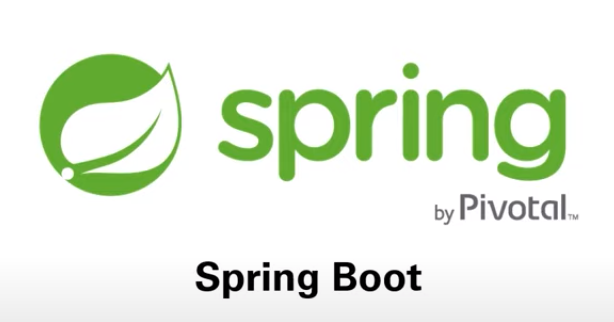 spring
by Pivotal™
Spring Boot